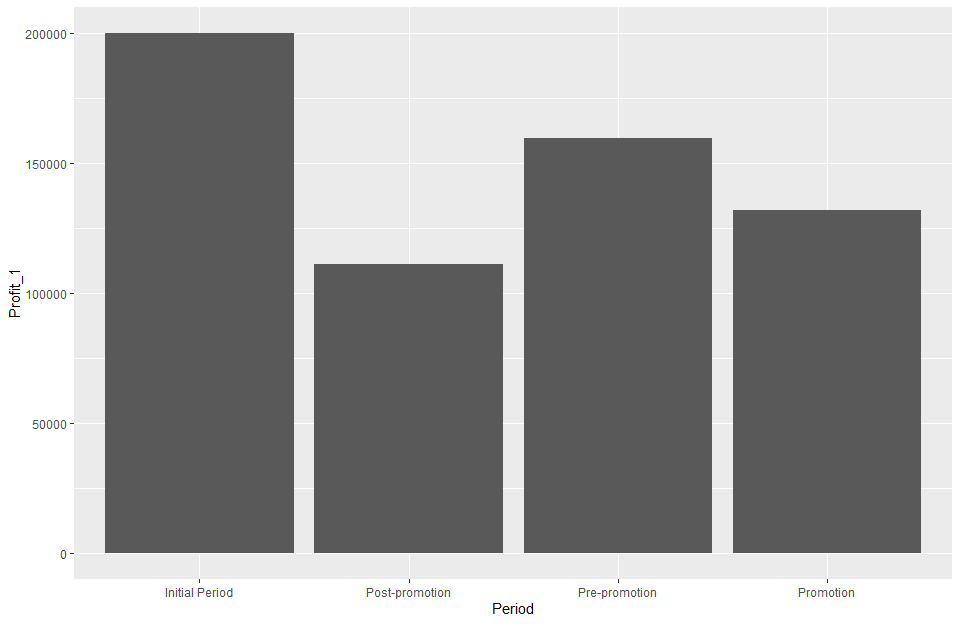 200000
150000
100000
50000
0
Profit_1
Initial Period
Post-promotion
Pre-promotion
Promotion
Period